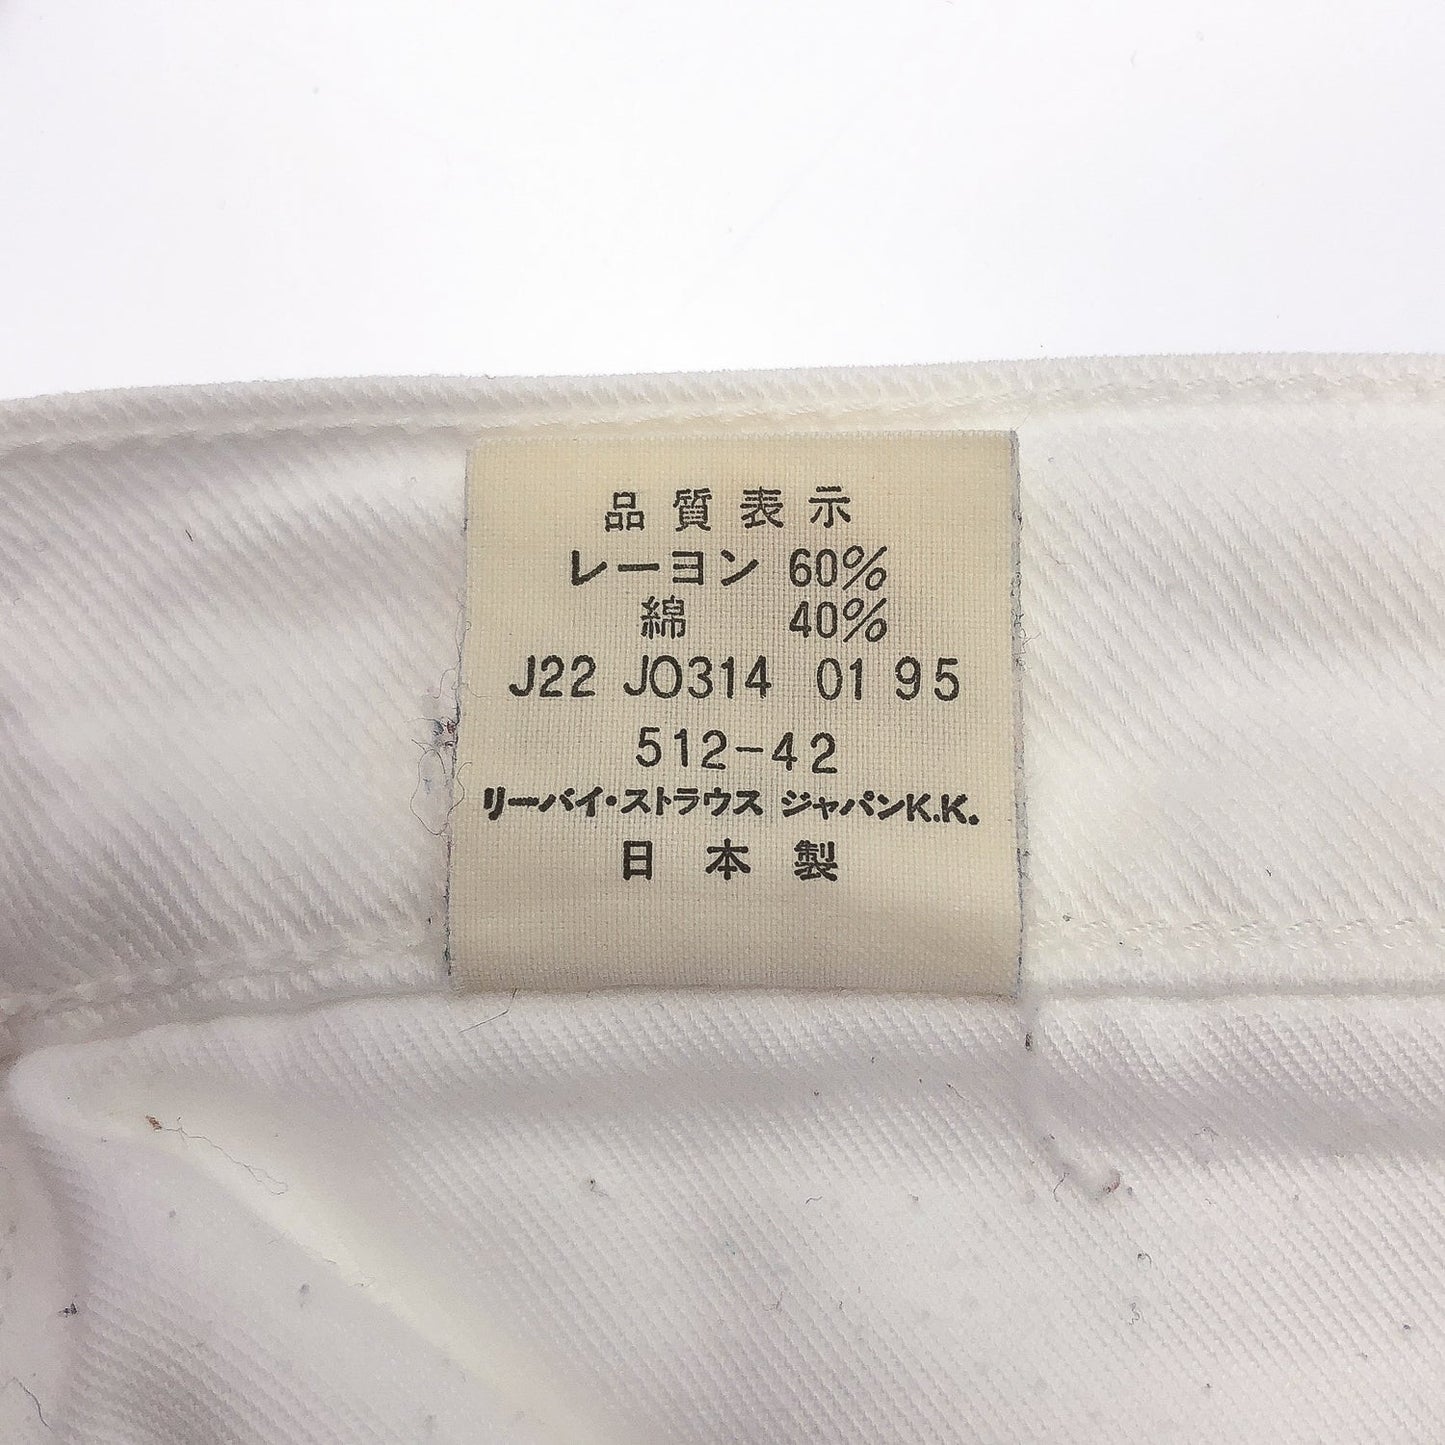 品質表示
レーヨン 60%
綿 40%
J22 J0314 01 95
512-42
リーバイ・ストラウス ジャパンK.K.
日本製